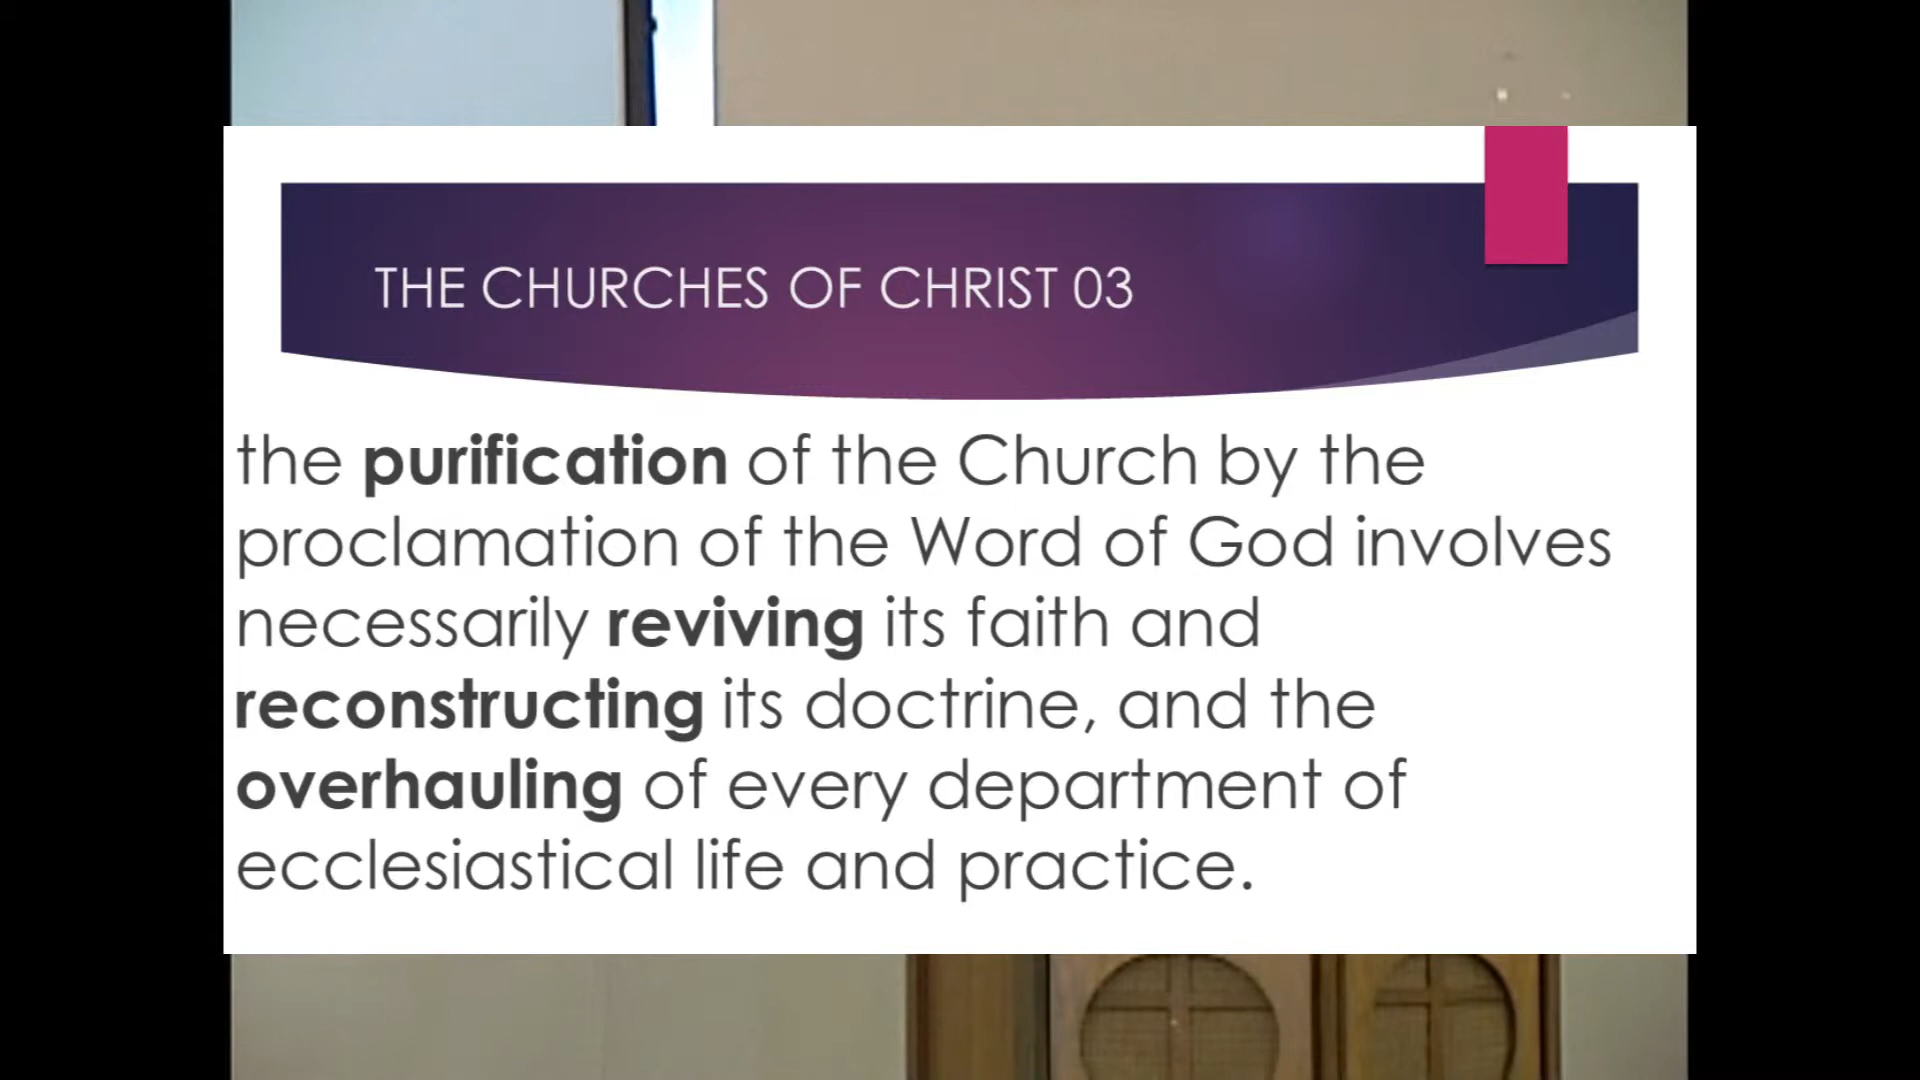 THE CHURCHES OF CHRIST 03
the purification of the Church by the
proclamation of the Word of God involves
necessarily reviving its faith and
reconstructing its doctrine, and the
overhauling of every department of
ecclesiastical life and practice.